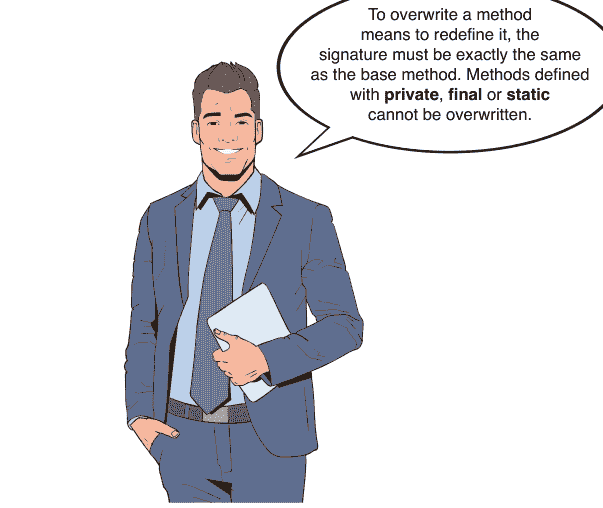 To overwrite a method
means to redefine it, the
signature must be exactly the same
as the base method. Methods defined
with private, final or static
cannot be overwritten.